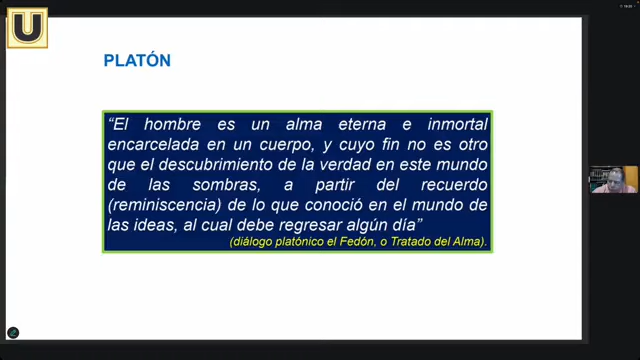 U
PLATÓN
“El hombre es un alma eterna e inmortal
encarcelada en un cuerpo, y cuyo fin no es otro
que el descubrimiento de la verdad en este mundo
de las sombras, a partir del recuerdo
(reminiscencia) de lo que conoció en el mundo de
las ideas, al cual debe regresar algún día”
(diálogo platónico el Fedón, o Tratado del Alma).